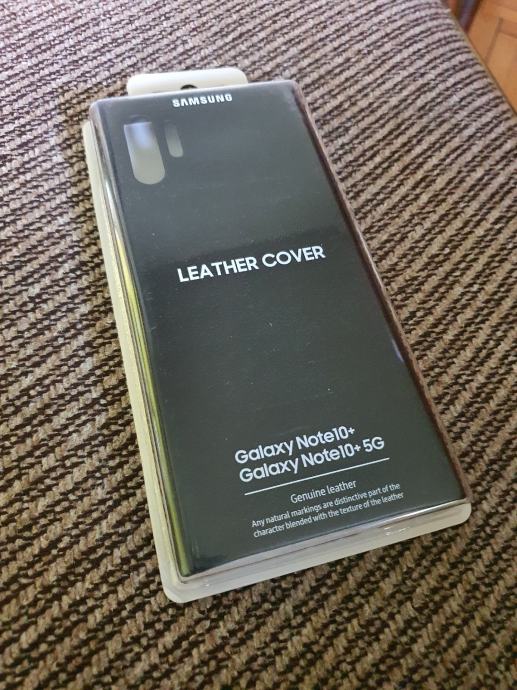 SAMSUNG
LEATHER COVER
Galaxy Note10+
Galaxy Note10+ 5G
Genuine leather
Any natural markings are distinctive part of the
character blended with the texture of the leather